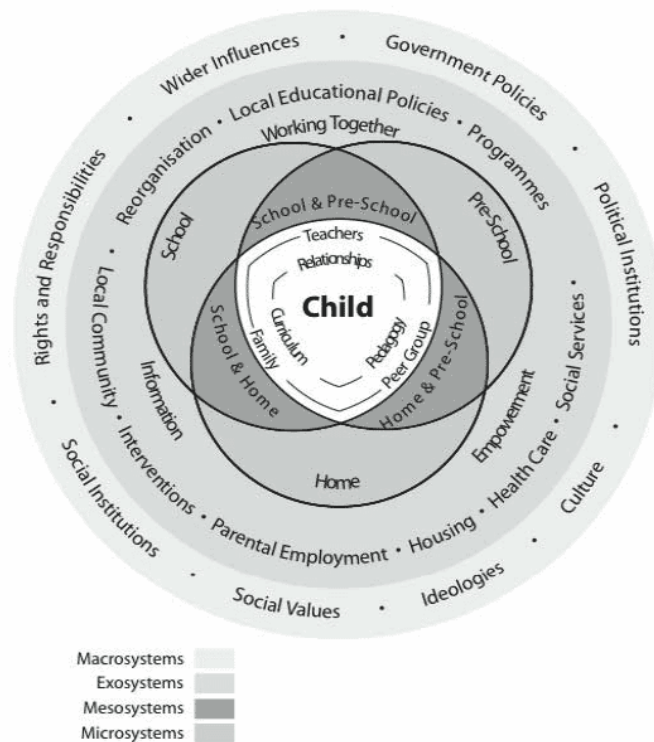 Wider Influences • Government Policies • Political Institutions • Culture • Ideologies • Social Values • Social Institutions • Rights and Responsibilities •
Local Educational Policies • Programmes
Social Services • Health Care • Housing • Parental Employment • Interventions • Local Community • Reorganisation •
Working Together
Empowerment
Information
School
Pre-School
Home
School & Pre-School
Home & Pre-School
School & Home
Teachers
Relationships
Child
Curriculum
Family
Pedagogy
Peer Group
Macrosystems
Exosystems
Mesosystems
Microsystems